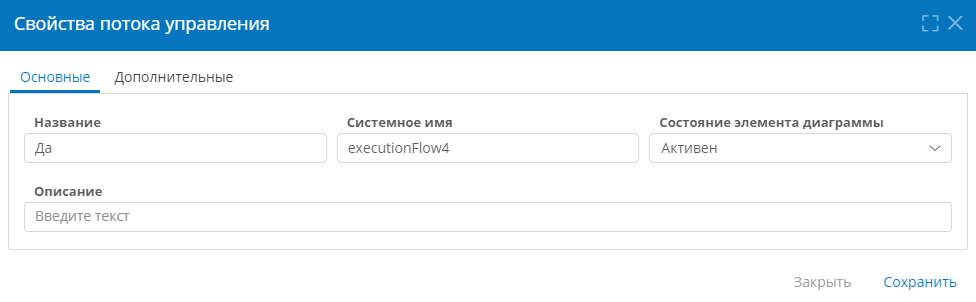 Свойства потока управления
Основные Дополнительные
Название Системное имя Состояние элемента диаграммы
Да executionFlow4 Активен
Описание
Введите текст
Закрыть Сохранить